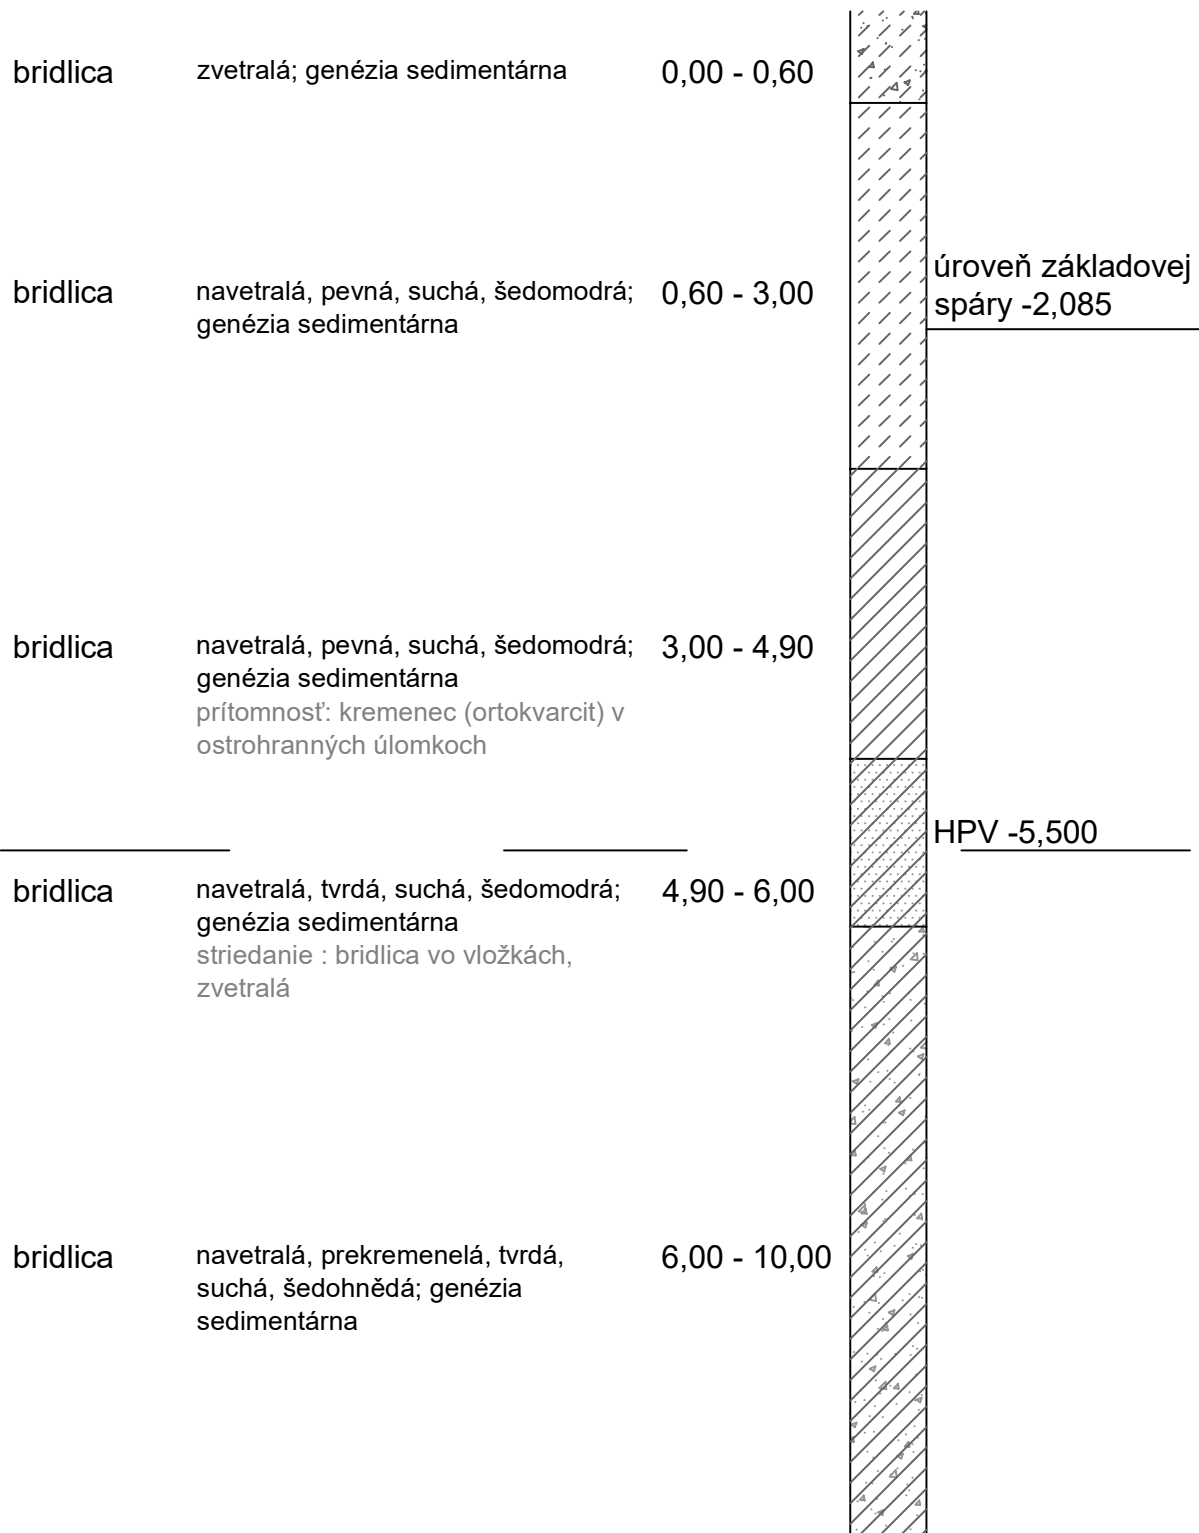 bridlica zvetralá; genézia sedimentárna 0,00 - 0,60
úroveň základovej
spáry -2,085
bridlica navetralá, pevná, suchá, šedomodrá; 0,60 - 3,00
genézia sedimentárna
bridlica navetralá, pevná, suchá, šedomodrá; 3,00 - 4,90
genézia sedimentárna
prítomnosť: kremenec (ortokvarcit) v
ostrohranných úlomkoch
HPV -5,500
bridlica navetralá, tvrdá, suchá, šedomodrá; 4,90 - 6,00
genézia sedimentárna
striedanie : bridlica vo vložkách,
zvetralá
bridlica navetralá, prekremenelá, tvrdá, 6,00 - 10,00
suchá, šedohnědá; genézia
sedimentárna